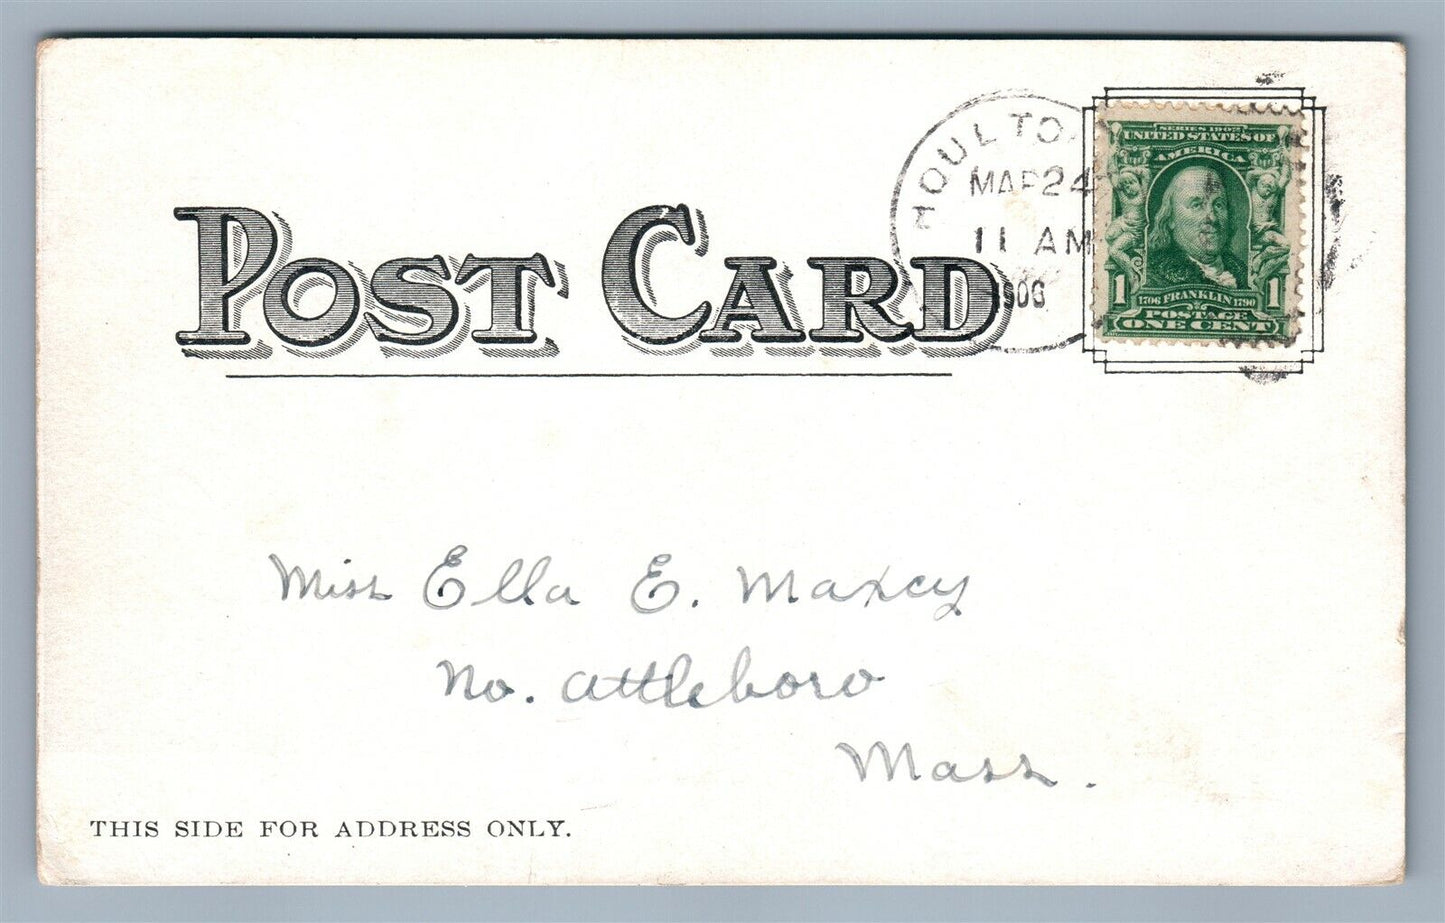 POST CARD
HOULTO
MAR 24
11 AM
1906
SERIES 1902
UNITED STATES OF
AMERICA
1 1
1706 FRANKLIN 1790
POSTAGE
ONE CENT
Miss Ella E. Maxcy
No. Attleboro
Mass.
THIS SIDE FOR ADDRESS ONLY.